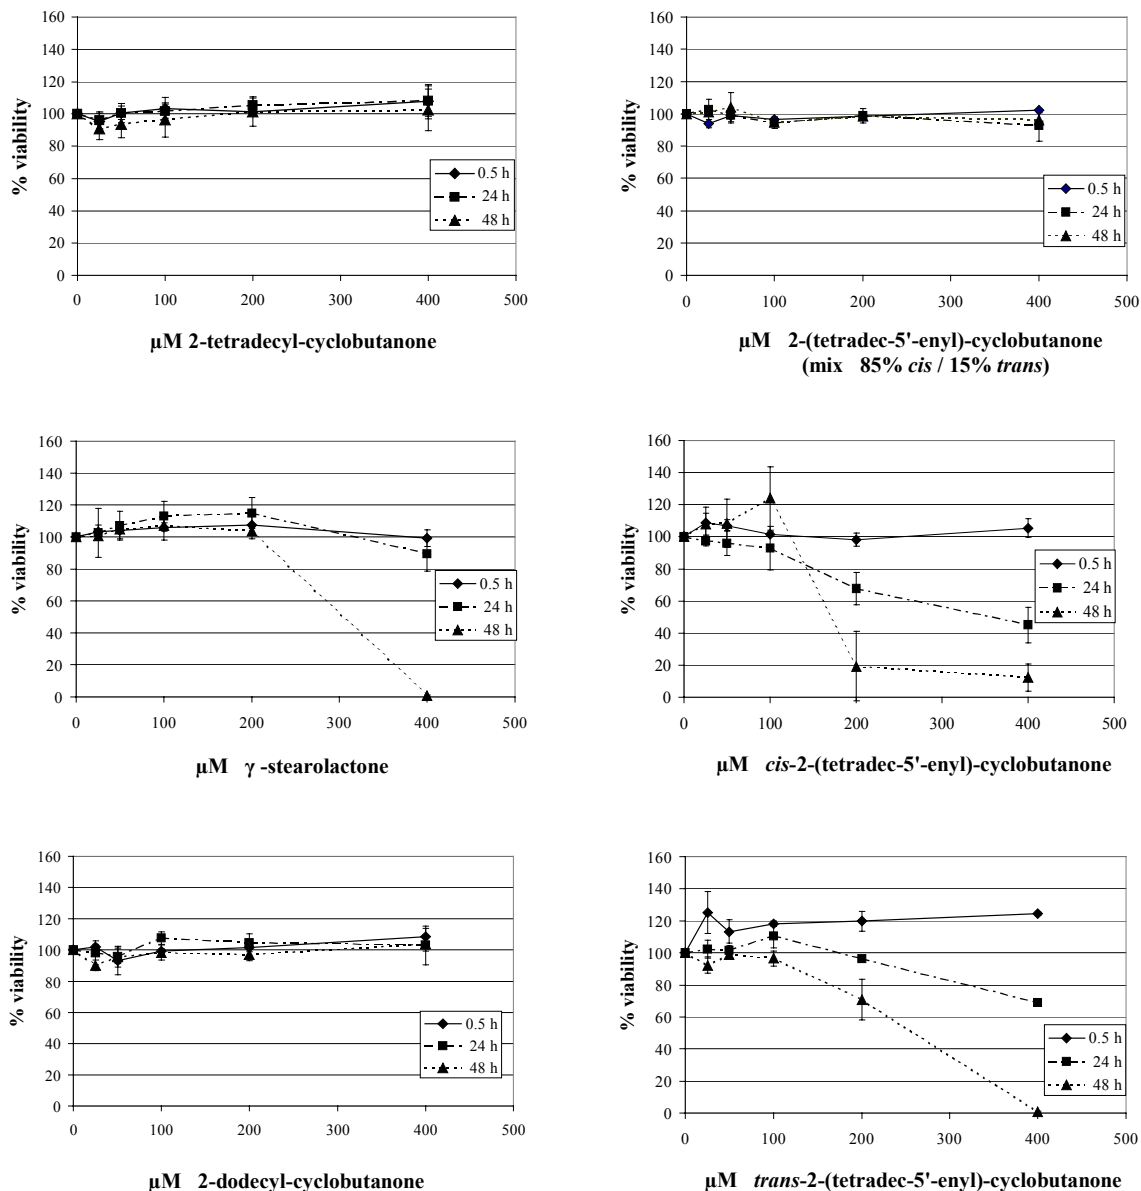 160
140
120
100
80
60
40
20
0
% viability
0 100 200 300 400 500
0.5 h
24 h
48 h
µM 2-tetradecyl-cyclobutanone
160
140
120
100
80
60
40
20
0
% viability
0 100 200 300 400 500
0.5 h
24 h
48 h
µM 2-(tetradec-5'-enyl)-cyclobutanone
(mix 85% cis / 15% trans)
160
140
120
100
80
60
40
20
0
% viability
0 100 200 300 400 500
0.5 h
24 h
48 h
µM γ -stearolactone
160
140
120
100
80
60
40
20
0
% viability
0 100 200 300 400 500
0.5 h
24 h
48 h
µM cis-2-(tetradec-5'-enyl)-cyclobutanone
160
140
120
100
80
60
40
20
0
% viability
0 100 200 300 400 500
0.5 h
24 h
48 h
µM 2-dodecyl-cyclobutanone
160
140
120
100
80
60
40
20
0
% viability
0 100 200 300 400 500
0.5 h
24 h
48 h
µM trans-2-(tetradec-5'-enyl)-cyclobutanone